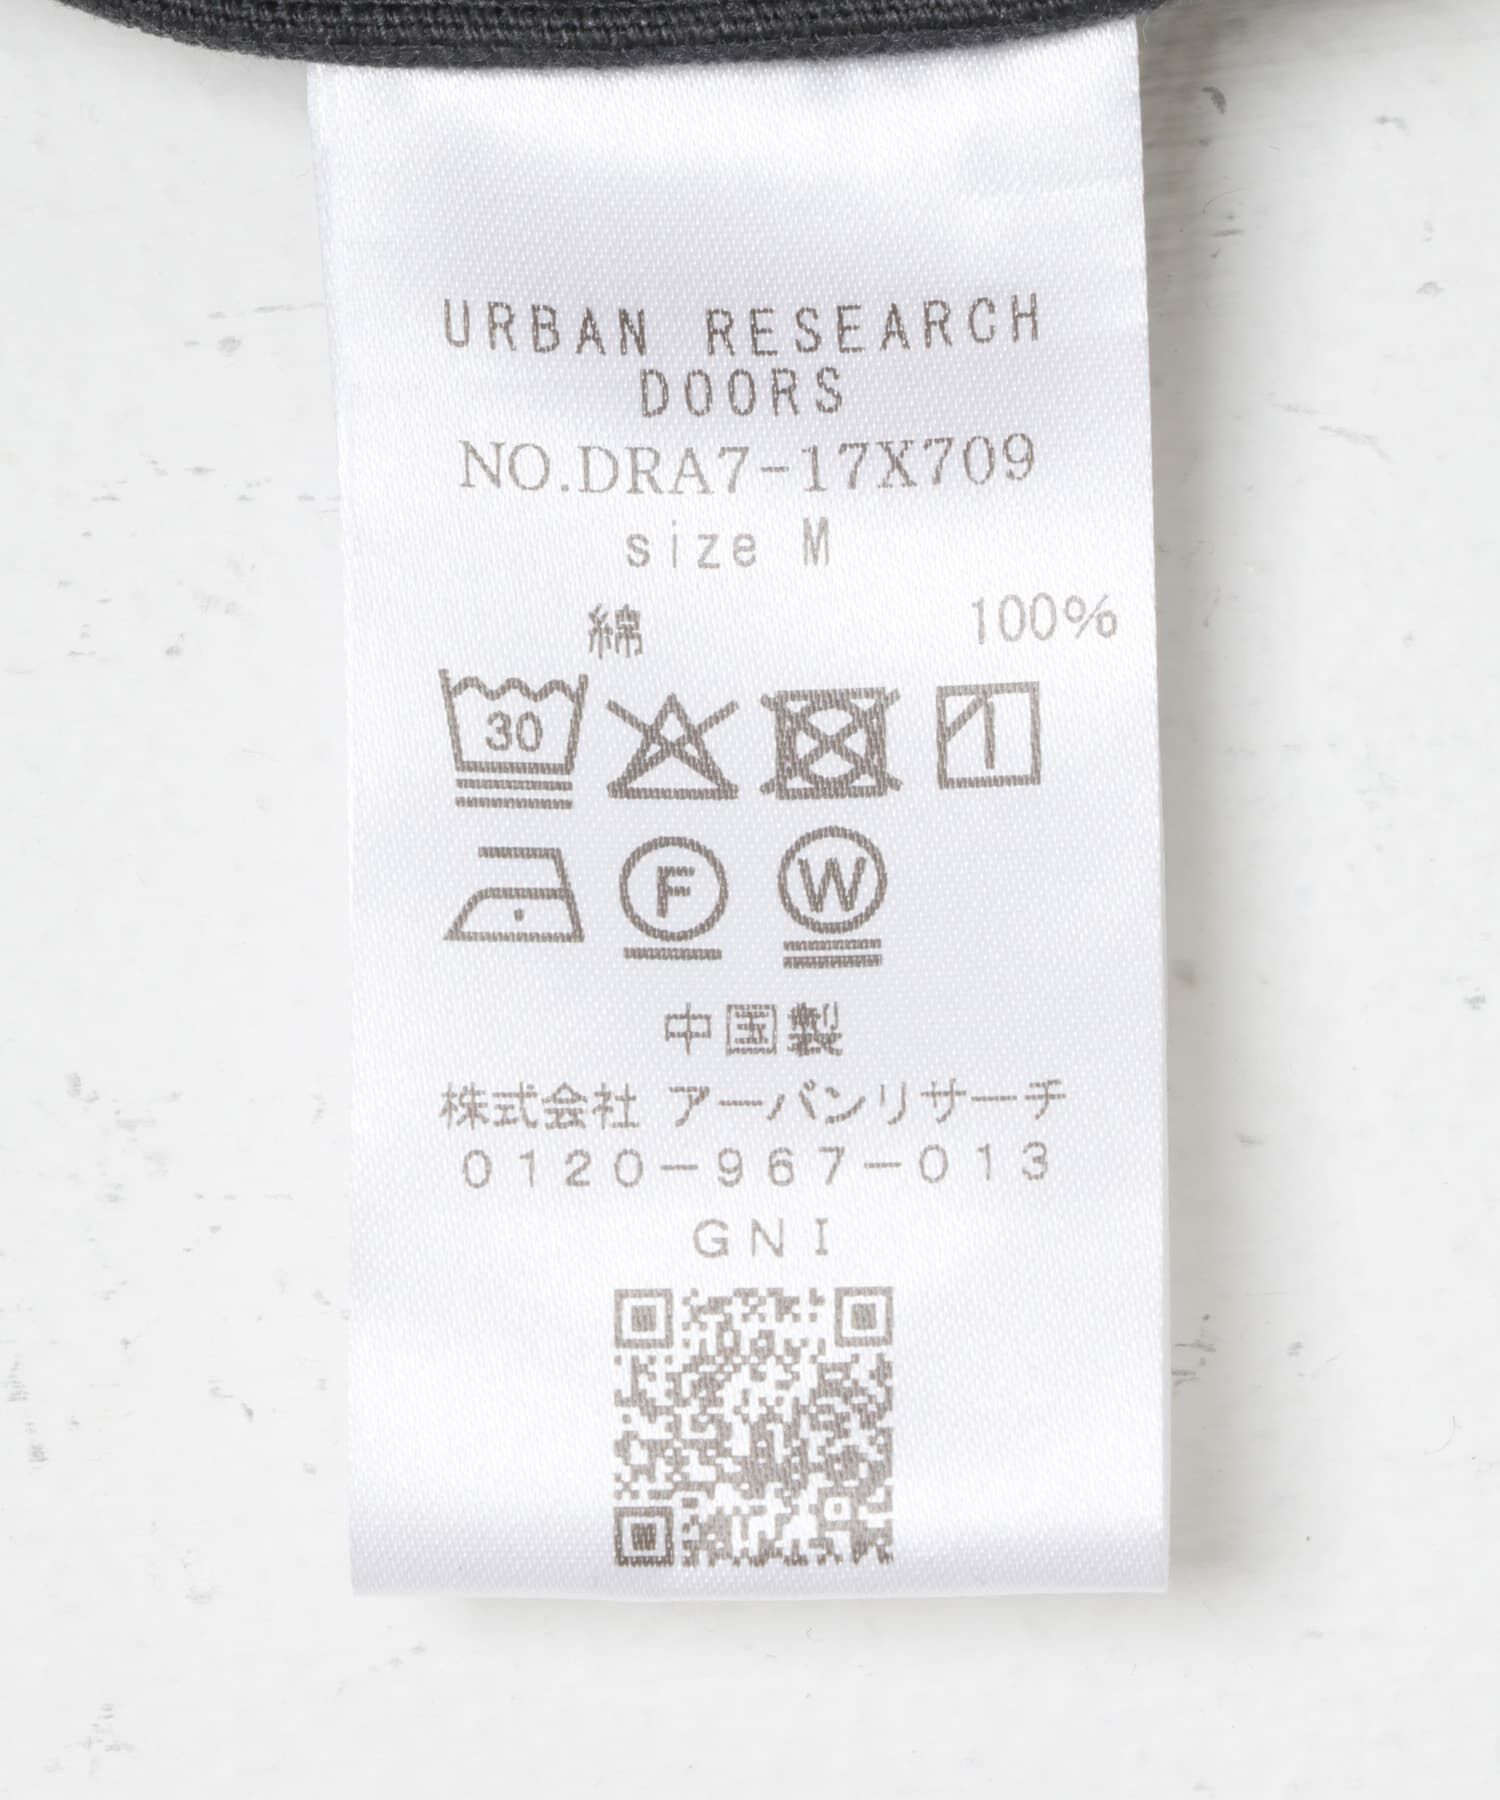 URBAN RESEARCH
DOORS
NO.DRA7-17X709
size M
綿 100%
30
F W
中国製
株式会社 アーバンリサーチ
0120-967-013
GNI